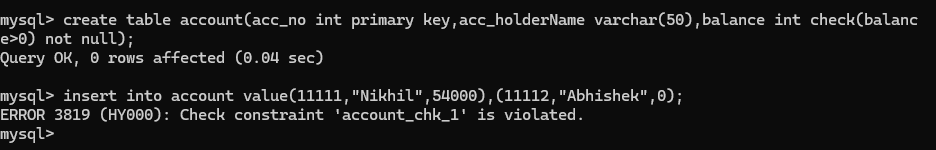 mysql> create table account(acc_no int primary key,acc_holderName varchar(50),balance int check(balanc
e>0) not null);
Query OK, 0 rows affected (0.04 sec)
mysql> insert into account value(11111,"Nikhil",54000),(11112,"Abhishek",0);
ERROR 3819 (HY000): Check constraint 'account_chk_1' is violated.
mysql>